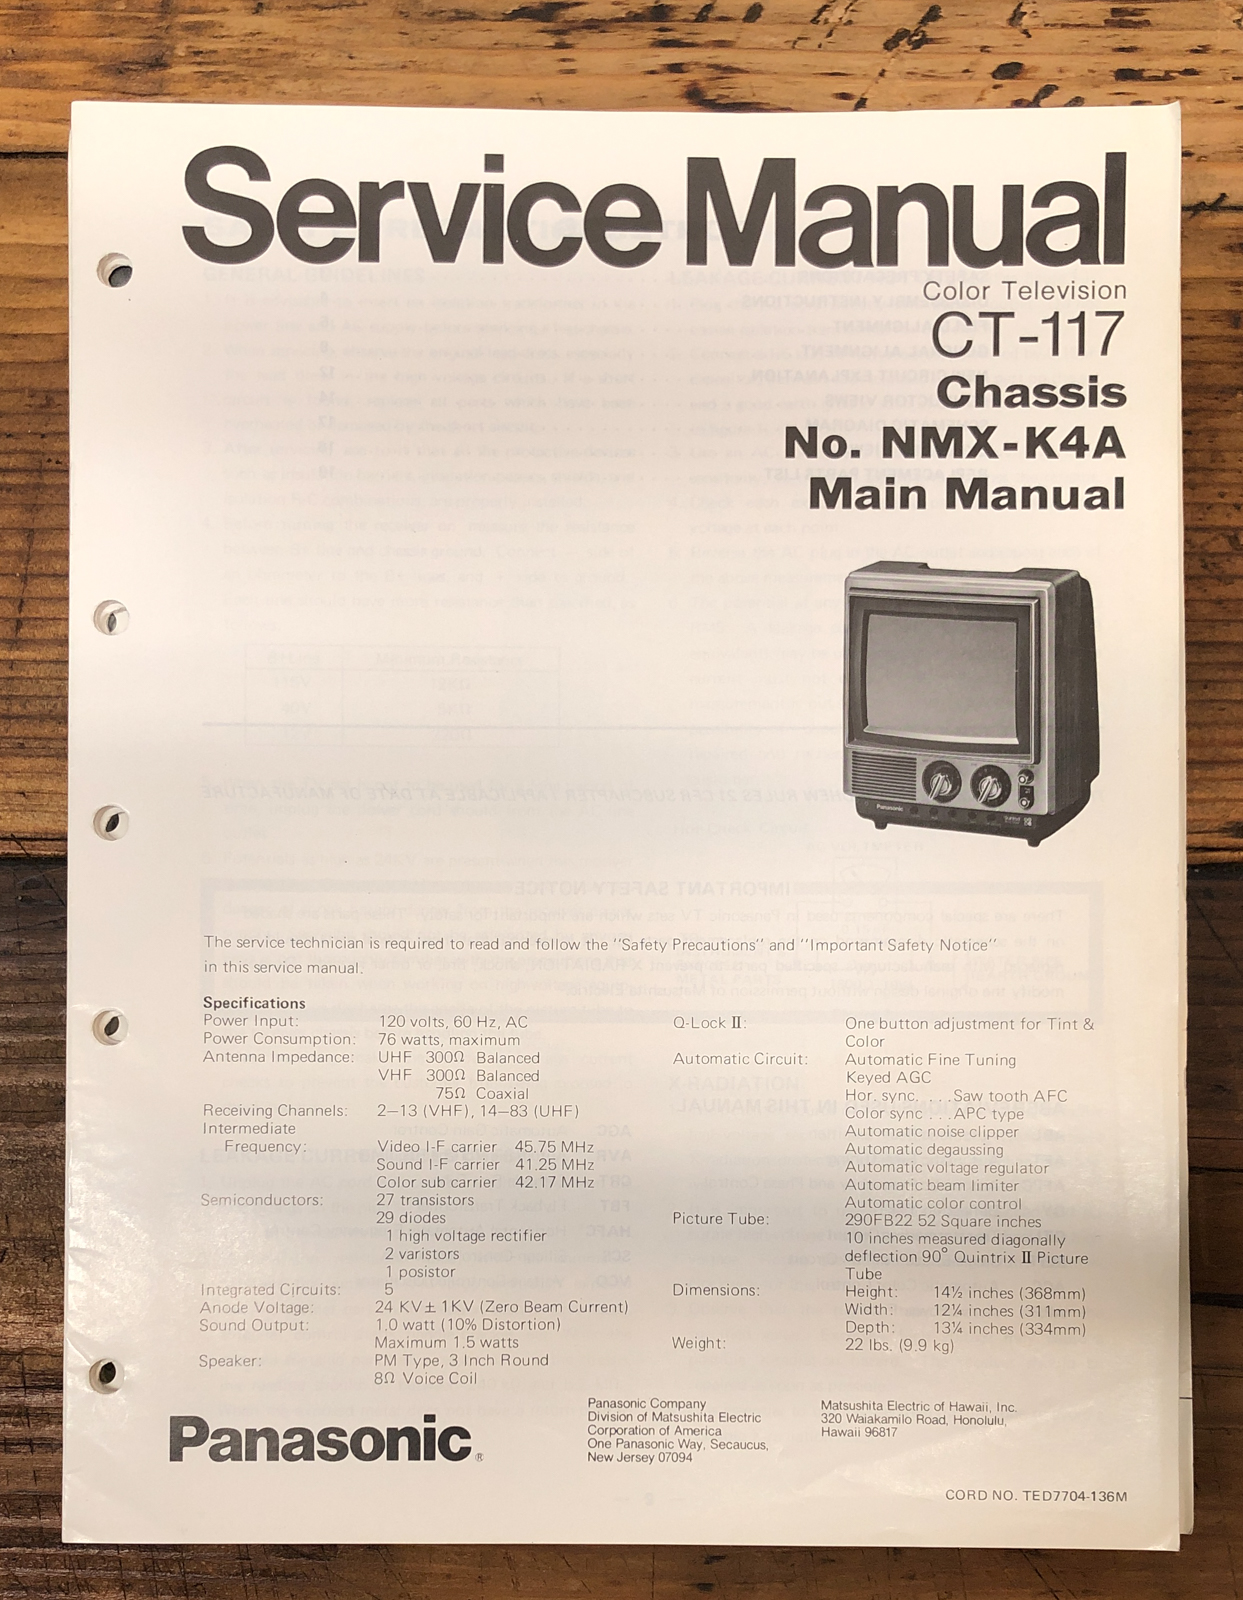 Service Manual
Color Television
CT-117
Chassis
No. NMX-K4A
Main Manual
Panasonic
The service technician is required to read and follow the "Safety Precautions" and "Important Safety Notice"
in this service manual.
Specifications
Power Input: 120 volts, 60 Hz, AC
Power Consumption: 76 watts, maximum
Antenna Impedance: UHF 300Ω Balanced
VHF 300Ω Balanced
75Ω Coaxial
Receiving Channels: 2–13 (VHF), 14–83 (UHF)
Intermediate
Frequency: Video I-F carrier 45.75 MHz
Sound I-F carrier 41.25 MHz
Color sub carrier 42.17 MHz
Semiconductors: 27 transistors
29 diodes
1 high voltage rectifier
2 varistors
1 posistor
Integrated Circuits: 5
Anode Voltage: 24 KV± 1KV (Zero Beam Current)
Sound Output: 1.0 watt (10% Distortion)
Maximum 1.5 watts
Speaker: PM Type, 3 Inch Round
8Ω Voice Coil
Q-Lock II: One button adjustment for Tint &
Color
Automatic Circuit: Automatic Fine Tuning
Keyed AGC
Hor. sync. . . .Saw tooth AFC
Color sync . . .APC type
Automatic noise clipper
Automatic degaussing
Automatic voltage regulator
Automatic beam limiter
Automatic color control
Picture Tube: 290FB22 52 Square inches
10 inches measured diagonally
deflection 90° Quintrix II Picture
Tube
Dimensions: Height: 14½ inches (368mm)
Width: 12¼ inches (311mm)
Depth: 13¼ inches (334mm)
Weight: 22 lbs. (9.9 kg)
Panasonic®
Panasonic Company
Division of Matsushita Electric
Corporation of America
One Panasonic Way, Secaucus,
New Jersey 07094
Matsushita Electric of Hawaii, Inc.
320 Waiakamilo Road, Honolulu,
Hawaii 96817
CORD NO. TED7704-136M